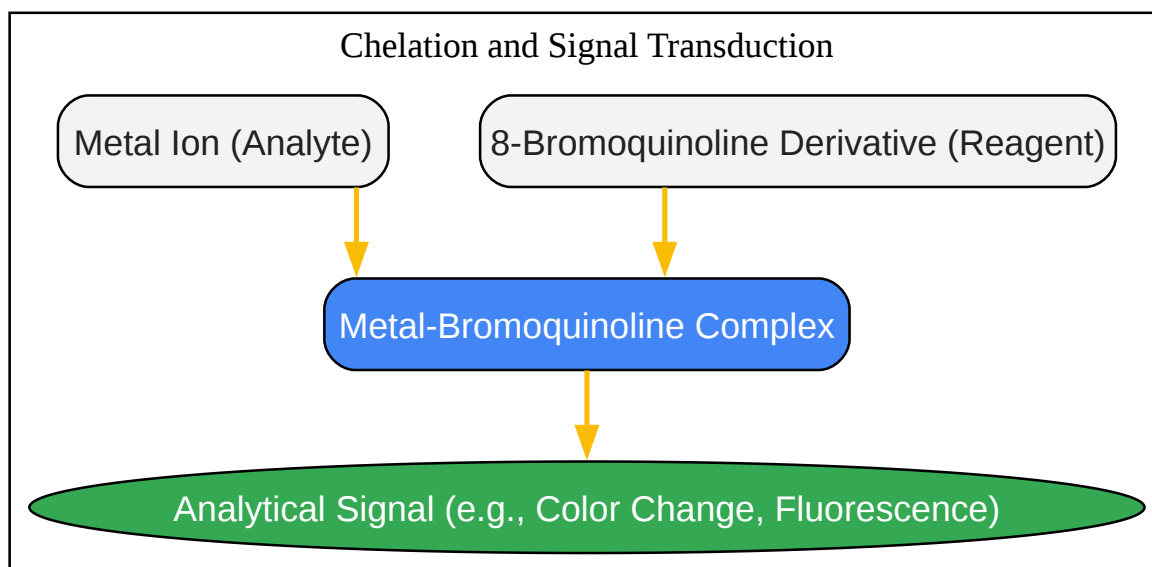 Chelation and Signal Transduction
Metal Ion (Analyte)
8-Bromoquinoline Derivative (Reagent)
Metal-Bromoquinoline Complex
Analytical Signal (e.g., Color Change, Fluorescence)